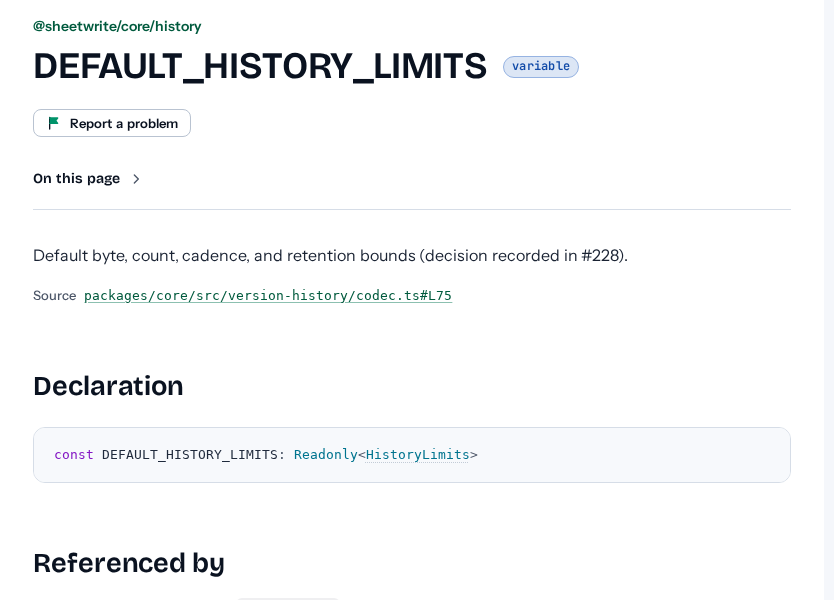 @sheetwrite/core/history
DEFAULT_HISTORY_LIMITS variable
Report a problem
On this page
Default byte, count, cadence, and retention bounds (decision recorded in #228).
Source packages/core/src/version-history/codec.ts#L75
Declaration
const DEFAULT_HISTORY_LIMITS: Readonly<HistoryLimits>
Referenced by